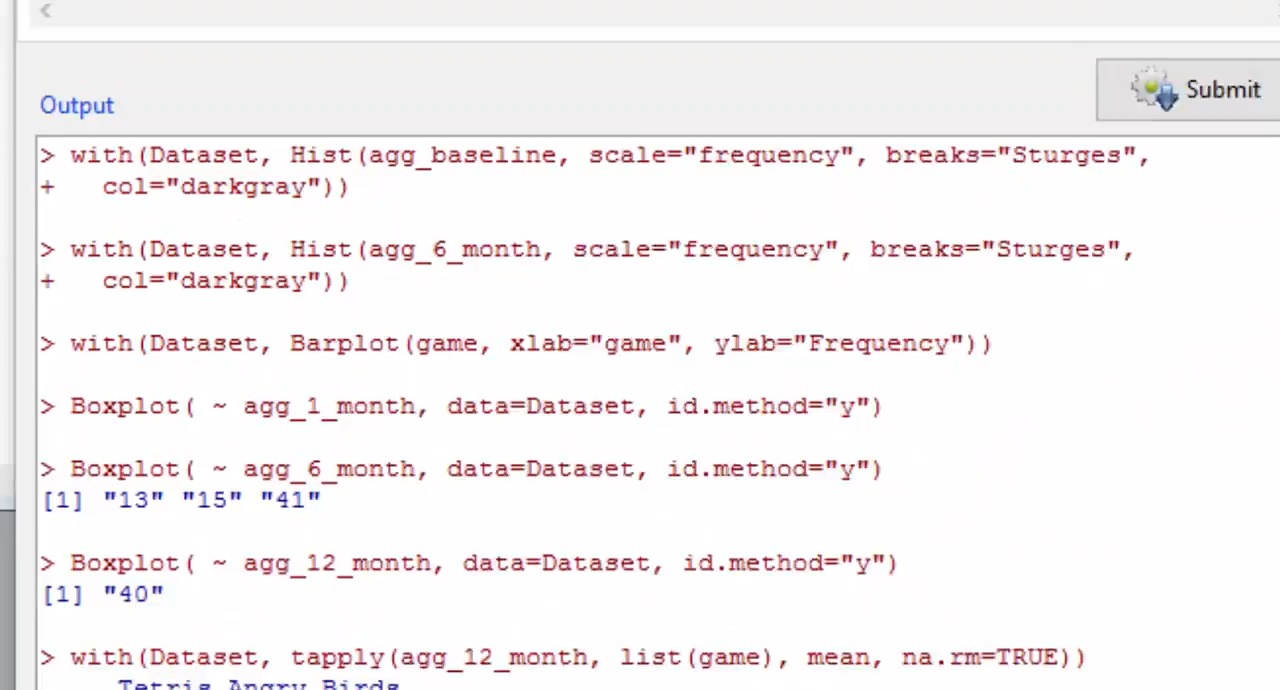 Submit
Output
> with(Dataset, Hist(agg_baseline, scale="frequency", breaks="Sturges",
+   col="darkgray"))
> with(Dataset, Hist(agg_6_month, scale="frequency", breaks="Sturges",
+   col="darkgray"))
> with(Dataset, Barplot(game, xlab="game", ylab="Frequency"))
> Boxplot( ~ agg_1_month, data=Dataset, id.method="y")
> Boxplot( ~ agg_6_month, data=Dataset, id.method="y")
[1] "13" "15" "41"
> Boxplot( ~ agg_12_month, data=Dataset, id.method="y")
[1] "40"
> with(Dataset, tapply(agg_12_month, list(game), mean, na.rm=TRUE))
Tetris Angry Birds